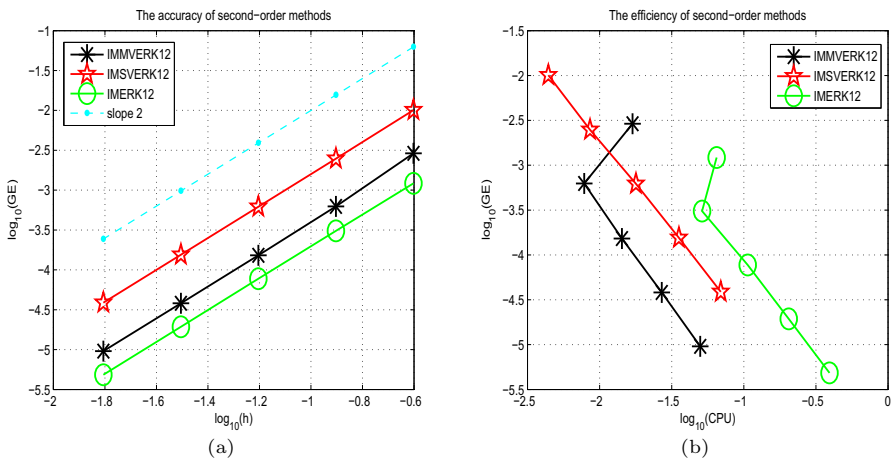 The accuracy of second−order methods
−1
−1.5
−2
−2.5
−3
−3.5
−4
−4.5
−5
−5.5
log10(GE)
IMMVERK12
IMSVERK12
IMERK12
slope 2
−2
−1.8
−1.6
−1.4
−1.2
−1
−0.8
−0.6
log10(h)
(a)
The efficiency of second−order methods
−1.5
−2
−2.5
−3
−3.5
−4
−4.5
−5
−5.5
log10(GE)
IMMVERK12
IMSVERK12
IMERK12
−2.5
−2
−1.5
−1
−0.5
0
log10(CPU)
(b)